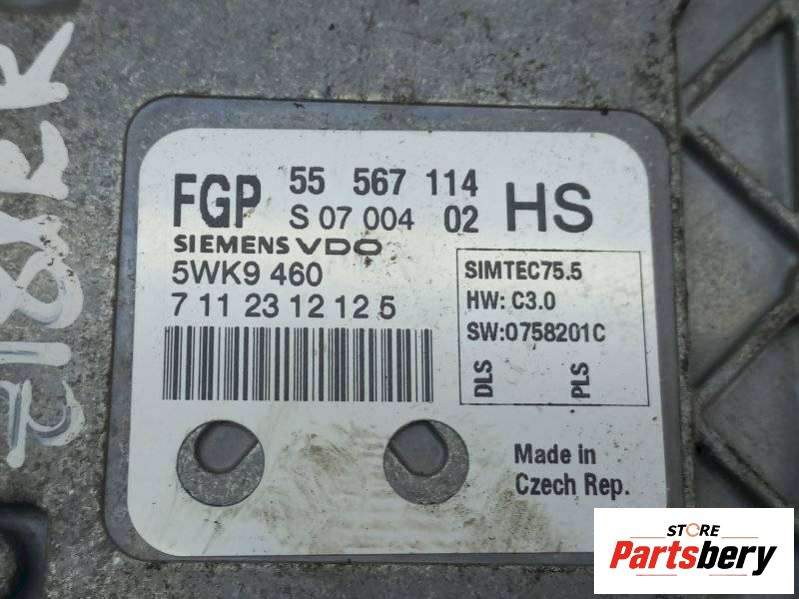 FGP 55 567 114 HS
S 07 004 02
SIEMENS VDO
5WK9 460
7 11 23 12 12 5
SIMTEC75.5
HW: C3.0
SW:0758201C
DLS PLS
Made in
Czech Rep.
STORE
Partsbery